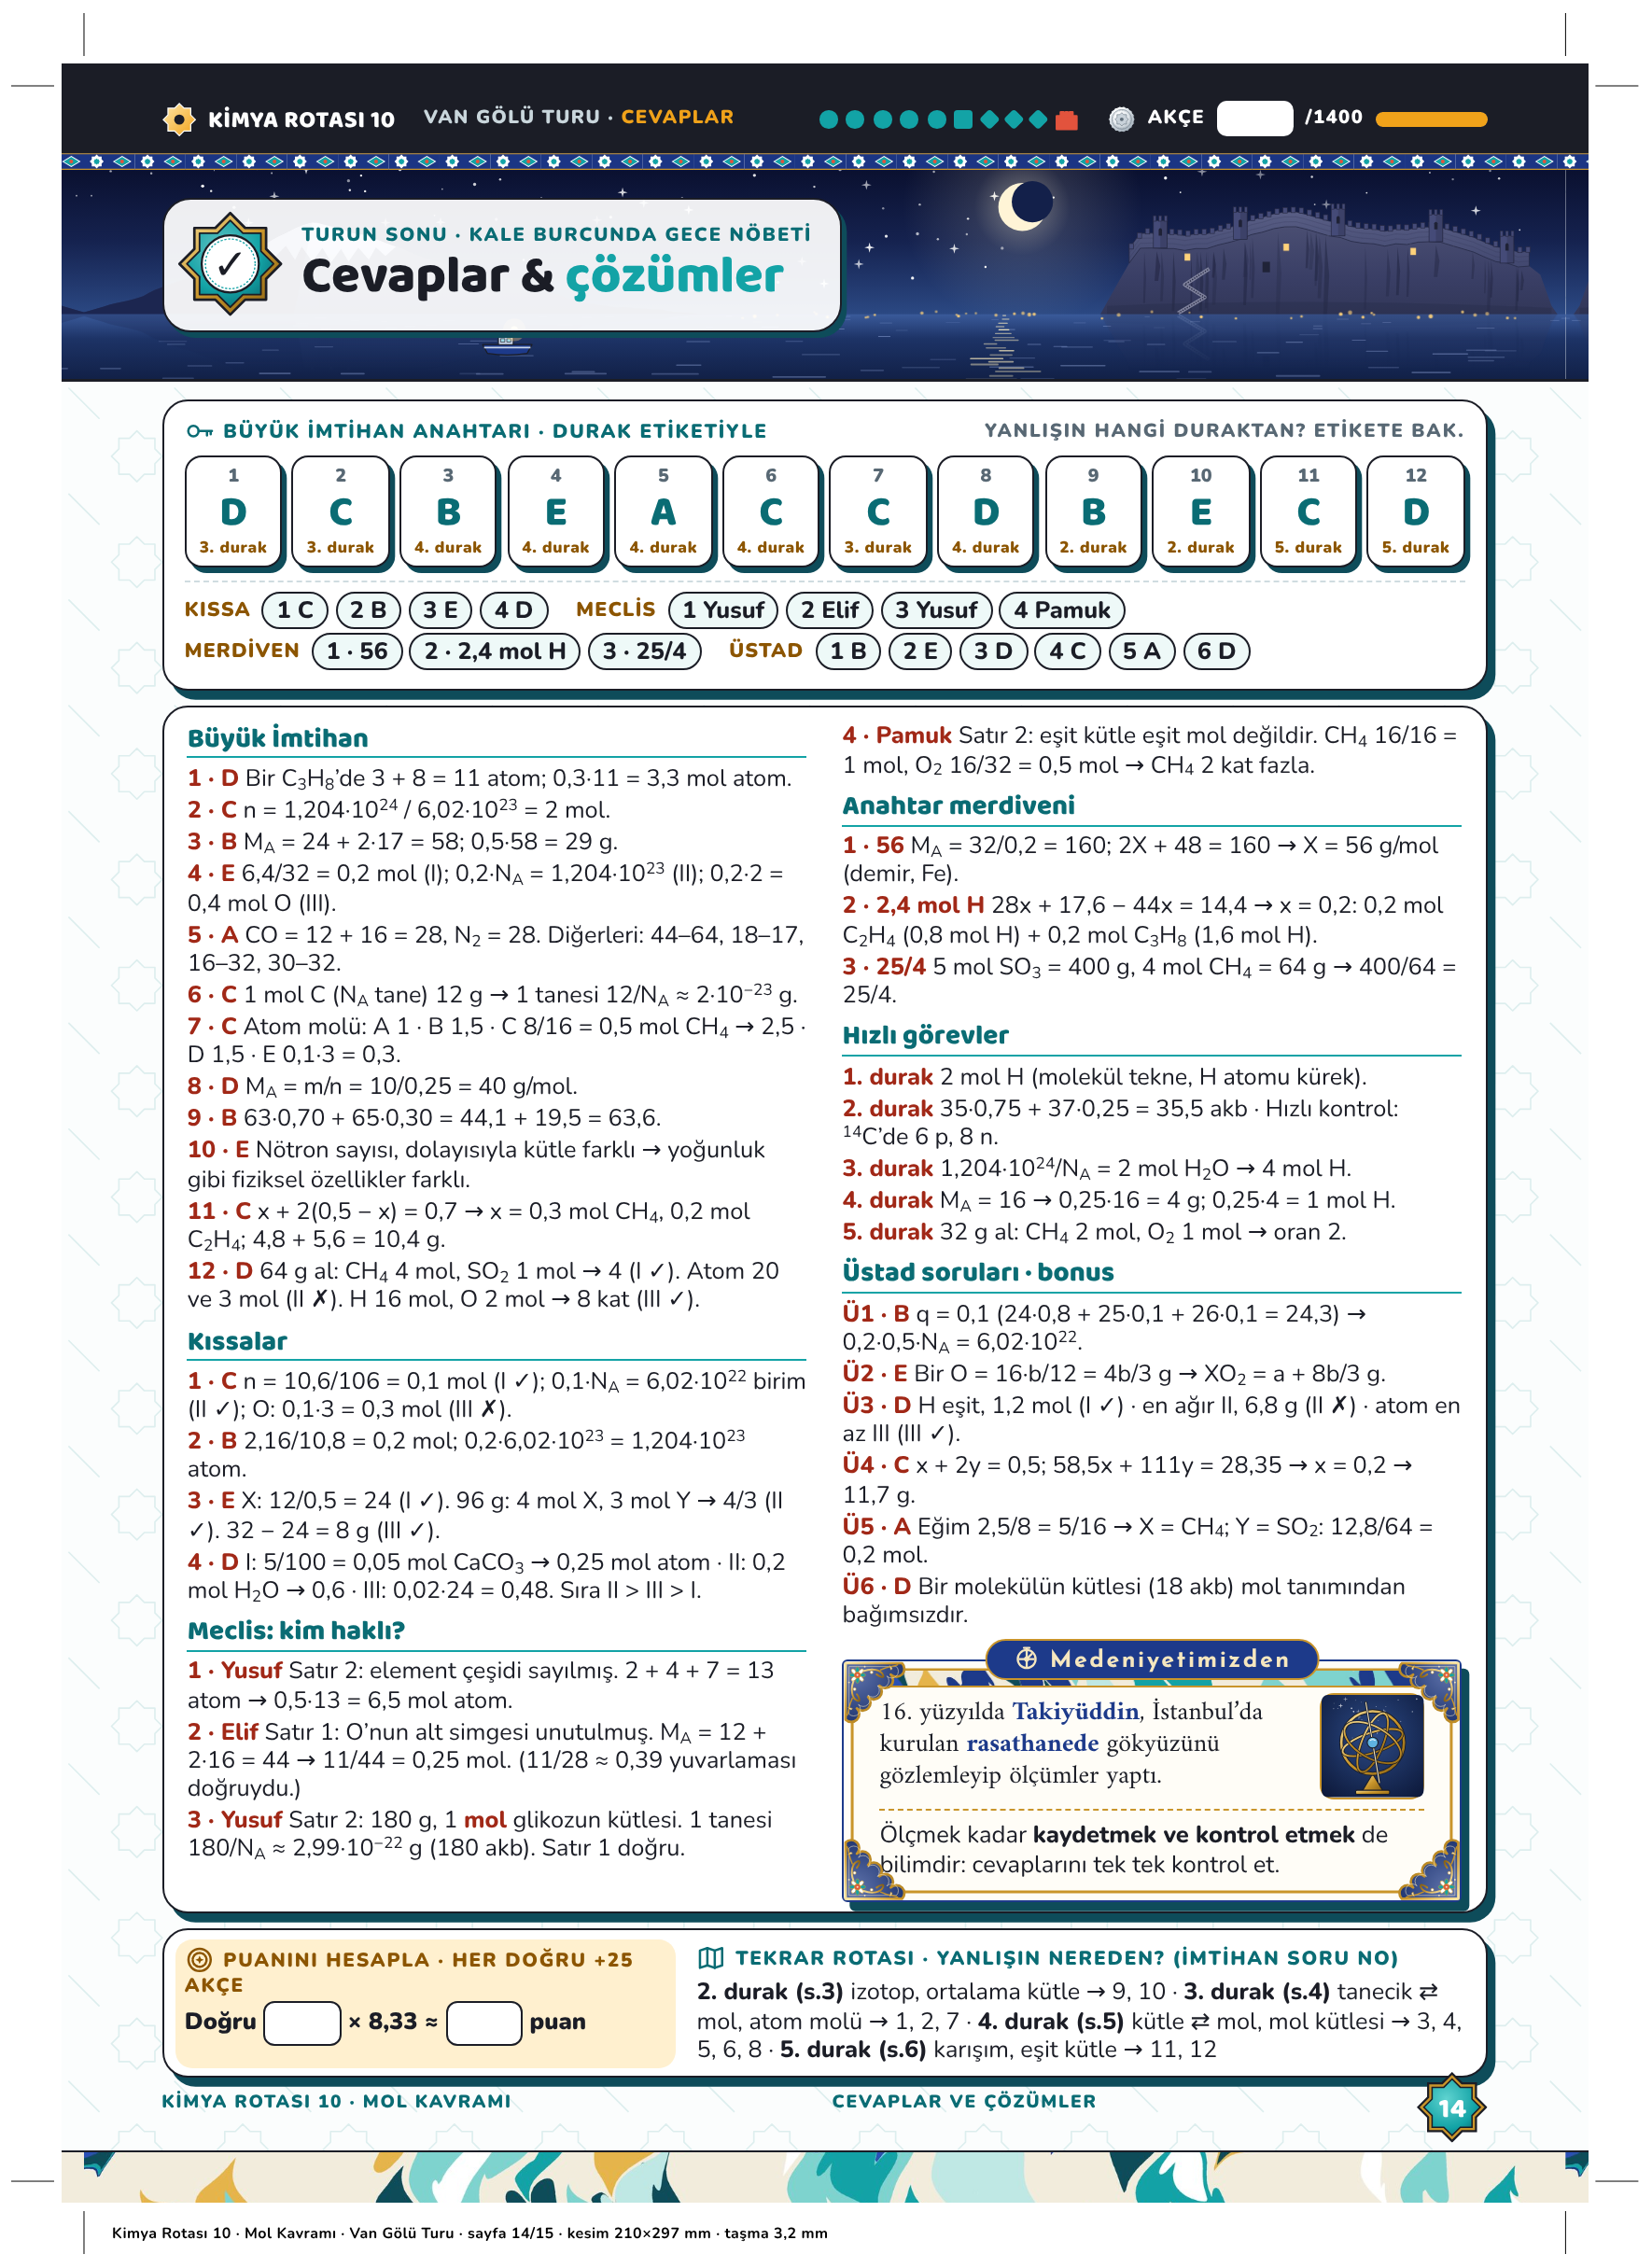 KİMYA ROTASI 10 VAN GÖLÜ TURU · CEVAPLAR AKÇE /1400
TURUN SONU · KALE BURCUNDA GECE NÖBETİ
✓ Cevaplar & çözümler
BÜYÜK İMTİHAN ANAHTARI · DURAK ETİKETİYLE YANLIŞIN HANGİ DURAKTAN? ETİKETE BAK.
1 2 3 4 5 6 7 8 9 10 11 12
D C B E A C C D B E C D
3. durak 3. durak 4. durak 4. durak 4. durak 4. durak 3. durak 4. durak 2. durak 2. durak 5. durak 5. durak
KISSA 1 C 2 B 3 E 4 D MECLİS 1 Yusuf 2 Elif 3 Yusuf 4 Pamuk
MERDİVEN 1 · 56 2 · 2,4 mol H 3 · 25/4 ÜSTAD 1 B 2 E 3 D 4 C 5 A 6 D
Büyük İmtihan
1 · D Bir C₃H₈'de 3 + 8 = 11 atom; 0,3·11 = 3,3 mol atom.
2 · C n = 1,204·10²⁴ / 6,02·10²³ = 2 mol.
3 · B M_A = 24 + 2·17 = 58; 0,5·58 = 29 g.
4 · E 6,4/32 = 0,2 mol (I); 0,2·N_A = 1,204·10²³ (II); 0,2·2 =
0,4 mol O (III).
5 · A CO = 12 + 16 = 28, N₂ = 28. Diğerleri: 44–64, 18–17,
16–32, 30–32.
6 · C 1 mol C (N_A tane) 12 g → 1 tanesi 12/N_A ≈ 2·10⁻²³ g.
7 · C Atom molü: A 1 · B 1,5 · C 8/16 = 0,5 mol CH₄ → 2,5 ·
D 1,5 · E 0,1·3 = 0,3.
8 · D M_A = m/n = 10/0,25 = 40 g/mol.
9 · B 63·0,70 + 65·0,30 = 44,1 + 19,5 = 63,6.
10 · E Nötron sayısı, dolayısıyla kütle farklı → yoğunluk
gibi fiziksel özellikler farklı.
11 · C x + 2(0,5 − x) = 0,7 → x = 0,3 mol CH₄, 0,2 mol
C₂H₄; 4,8 + 5,6 = 10,4 g.
12 · D 64 g al: CH₄ 4 mol, SO₂ 1 mol → 4 (I ✓). Atom 20
ve 3 mol (II ✗). H 16 mol, O 2 mol → 8 kat (III ✓).
Kıssalar
1 · C n = 10,6/106 = 0,1 mol (I ✓); 0,1·N_A = 6,02·10²² birim
(II ✓); O: 0,1·3 = 0,3 mol (III ✗).
2 · B 2,16/10,8 = 0,2 mol; 0,2·6,02·10²³ = 1,204·10²³
atom.
3 · E X: 12/0,5 = 24 (I ✓). 96 g: 4 mol X, 3 mol Y → 4/3 (II
✓). 32 − 24 = 8 g (III ✓).
4 · D I: 5/100 = 0,05 mol CaCO₃ → 0,25 mol atom · II: 0,2
mol H₂O → 0,6 · III: 0,02·24 = 0,48. Sıra II > III > I.
Meclis: kim haklı?
1 · Yusuf Satır 2: element çeşidi sayılmış. 2 + 4 + 7 = 13
atom → 0,5·13 = 6,5 mol atom.
2 · Elif Satır 1: O'nun alt simgesi unutulmuş. M_A = 12 +
2·16 = 44 → 11/44 = 0,25 mol. (11/28 ≈ 0,39 yuvarlaması
doğruydu.)
3 · Yusuf Satır 2: 180 g, 1 mol glikozun kütlesi. 1 tanesi
180/N_A ≈ 2,99·10⁻²² g (180 akb). Satır 1 doğru.
4 · Pamuk Satır 2: eşit kütle eşit mol değildir. CH₄ 16/16 =
1 mol, O₂ 16/32 = 0,5 mol → CH₄ 2 kat fazla.
Anahtar merdiveni
1 · 56 M_A = 32/0,2 = 160; 2X + 48 = 160 → X = 56 g/mol
(demir, Fe).
2 · 2,4 mol H 28x + 17,6 − 44x = 14,4 → x = 0,2: 0,2 mol
C₂H₄ (0,8 mol H) + 0,2 mol C₃H₈ (1,6 mol H).
3 · 25/4 5 mol SO₃ = 400 g, 4 mol CH₄ = 64 g → 400/64 =
25/4.
Hızlı görevler
1. durak 2 mol H (molekül tekne, H atomu kürek).
2. durak 35·0,75 + 37·0,25 = 35,5 akb · Hızlı kontrol:
¹⁴C'de 6 p, 8 n.
3. durak 1,204·10²⁴/N_A = 2 mol H₂O → 4 mol H.
4. durak M_A = 16 → 0,25·16 = 4 g; 0,25·4 = 1 mol H.
5. durak 32 g al: CH₄ 2 mol, O₂ 1 mol → oran 2.
Üstad soruları · bonus
Ü1 · B q = 0,1 (24·0,8 + 25·0,1 + 26·0,1 = 24,3) →
0,2·0,5·N_A = 6,02·10²².
Ü2 · E Bir O = 16·b/12 = 4b/3 g → XO₂ = a + 8b/3 g.
Ü3 · D H eşit, 1,2 mol (I ✓) · en ağır II, 6,8 g (II ✗) · atom en
az III (III ✓).
Ü4 · C x + 2y = 0,5; 58,5x + 111y = 28,35 → x = 0,2 →
11,7 g.
Ü5 · A Eğim 2,5/8 = 5/16 → X = CH₄; Y = SO₂: 12,8/64 =
0,2 mol.
Ü6 · D Bir molekülün kütlesi (18 akb) mol tanımından
bağımsızdır.
Medeniyetimizden
16. yüzyılda Takiyüddin, İstanbul'da
kurulan rasathanede gökyüzünü
gözlemleyip ölçümler yaptı.
Ölçmek kadar kaydetmek ve kontrol etmek de
bilimdir: cevaplarını tek tek kontrol et.
PUANINI HESAPLA · HER DOĞRU +25
AKÇE
Doğru × 8,33 ≈ puan
TEKRAR ROTASI · YANLIŞIN NEREDEN? (İMTİHAN SORU NO)
2. durak (s.3) izotop, ortalama kütle → 9, 10 · 3. durak (s.4) tanecik ⇄
mol, atom molü → 1, 2, 7 · 4. durak (s.5) kütle ⇄ mol, mol kütlesi → 3, 4,
5, 6, 8 · 5. durak (s.6) karışım, eşit kütle → 11, 12
KİMYA ROTASI 10 · MOL KAVRAMI CEVAPLAR VE ÇÖZÜMLER 14
Kimya Rotası 10 · Mol Kavramı · Van Gölü Turu · sayfa 14/15 · kesim 210×297 mm · taşma 3,2 mm